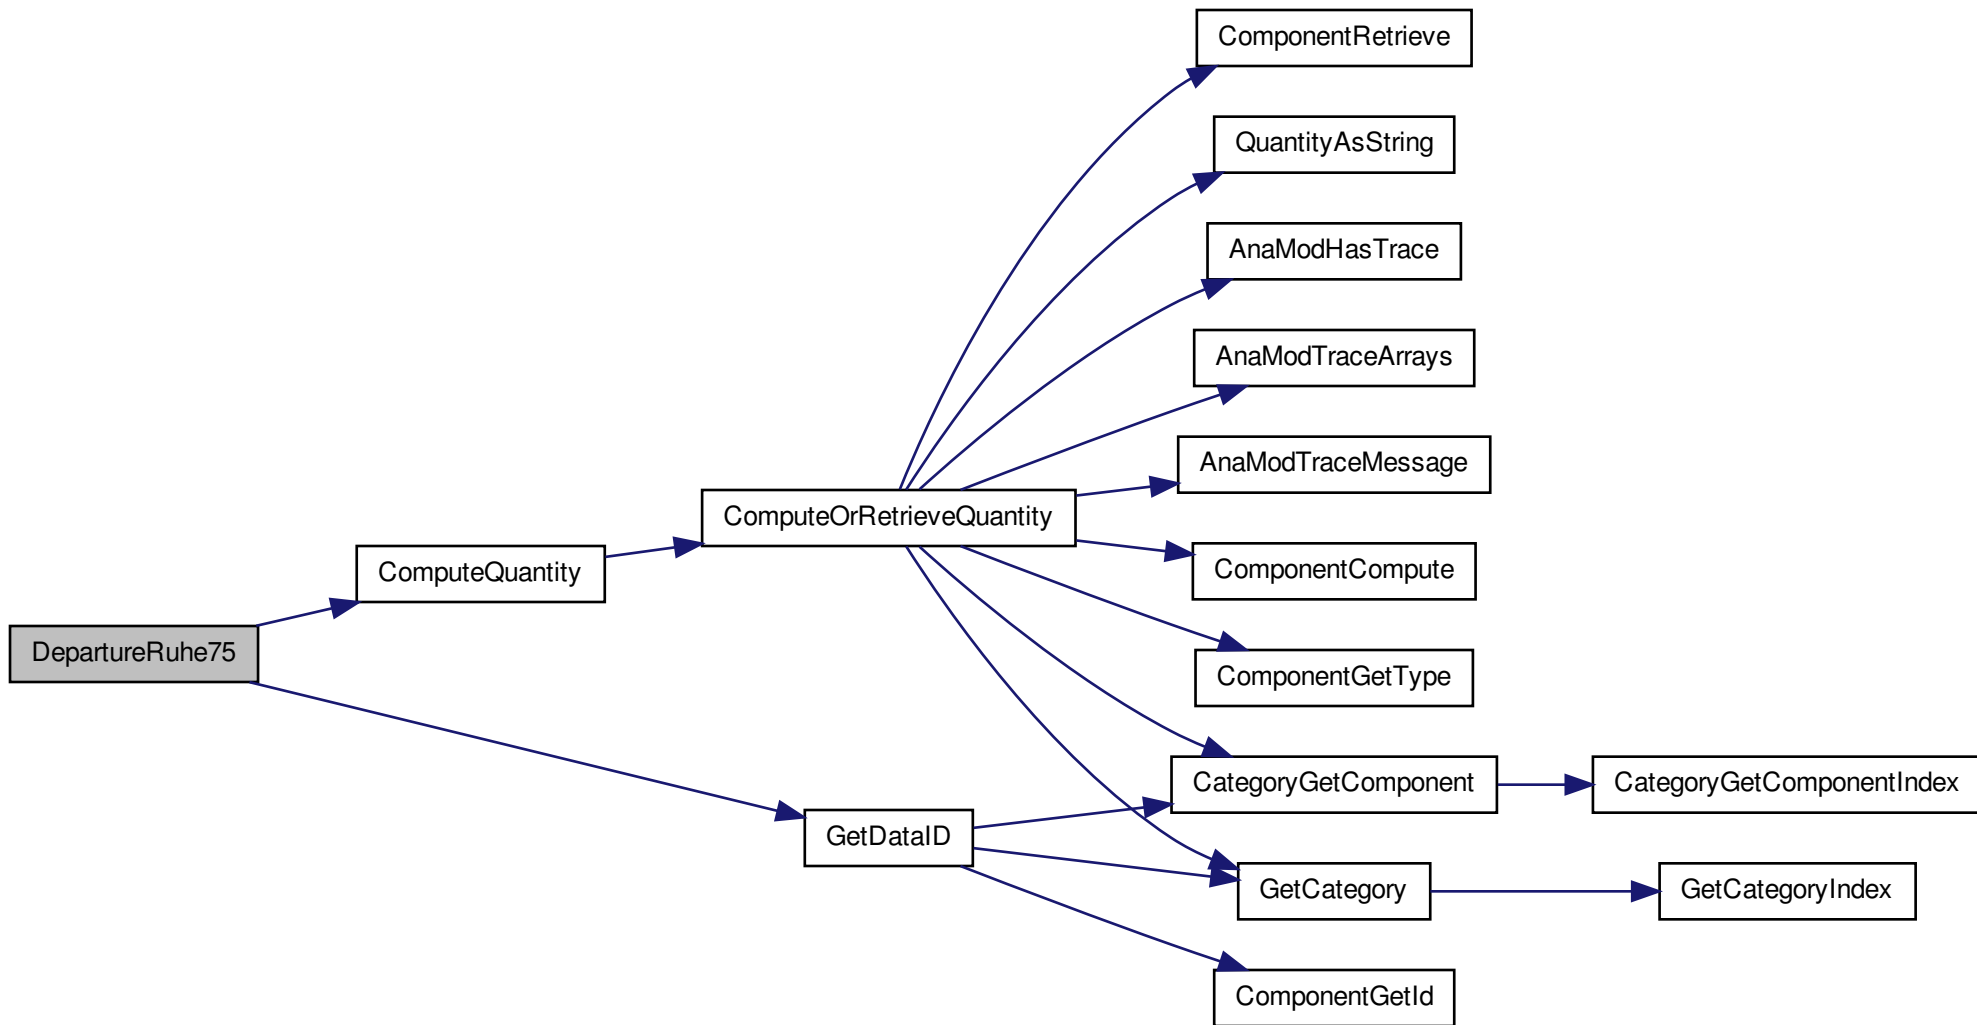 ComponentRetrieve
QuantityAsString
AnaModHasTrace
AnaModTraceArrays
AnaModTraceMessage
ComputeOrRetrieveQuantity
ComputeQuantity
ComponentCompute
DepartureRuhe75
ComponentGetType
CategoryGetComponent
CategoryGetComponentIndex
GetDataID
GetCategory
GetCategoryIndex
ComponentGetId